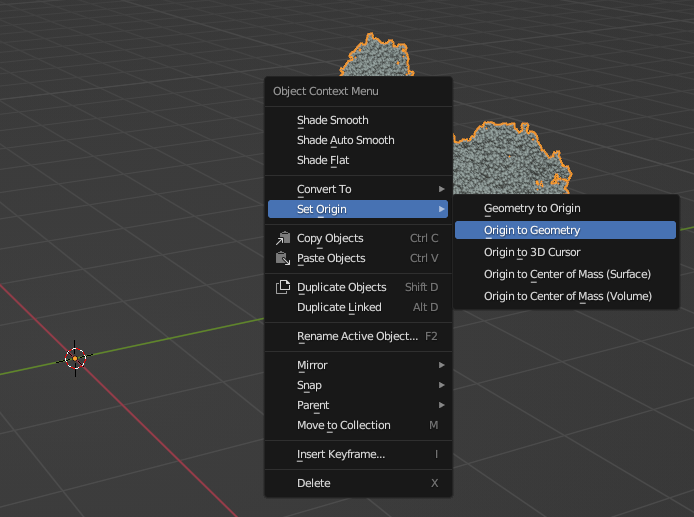 Object Context Menu
Shade Smooth
Shade Auto Smooth
Shade Flat
Convert To
Set Origin
Copy Objects Ctrl C
Paste Objects Ctrl V
Duplicate Objects Shift D
Duplicate Linked Alt D
Rename Active Object... F2
Mirror
Snap
Parent
Move to Collection M
Insert Keyframe... I
Delete X
Geometry to Origin
Origin to Geometry
Origin to 3D Cursor
Origin to Center of Mass (Surface)
Origin to Center of Mass (Volume)